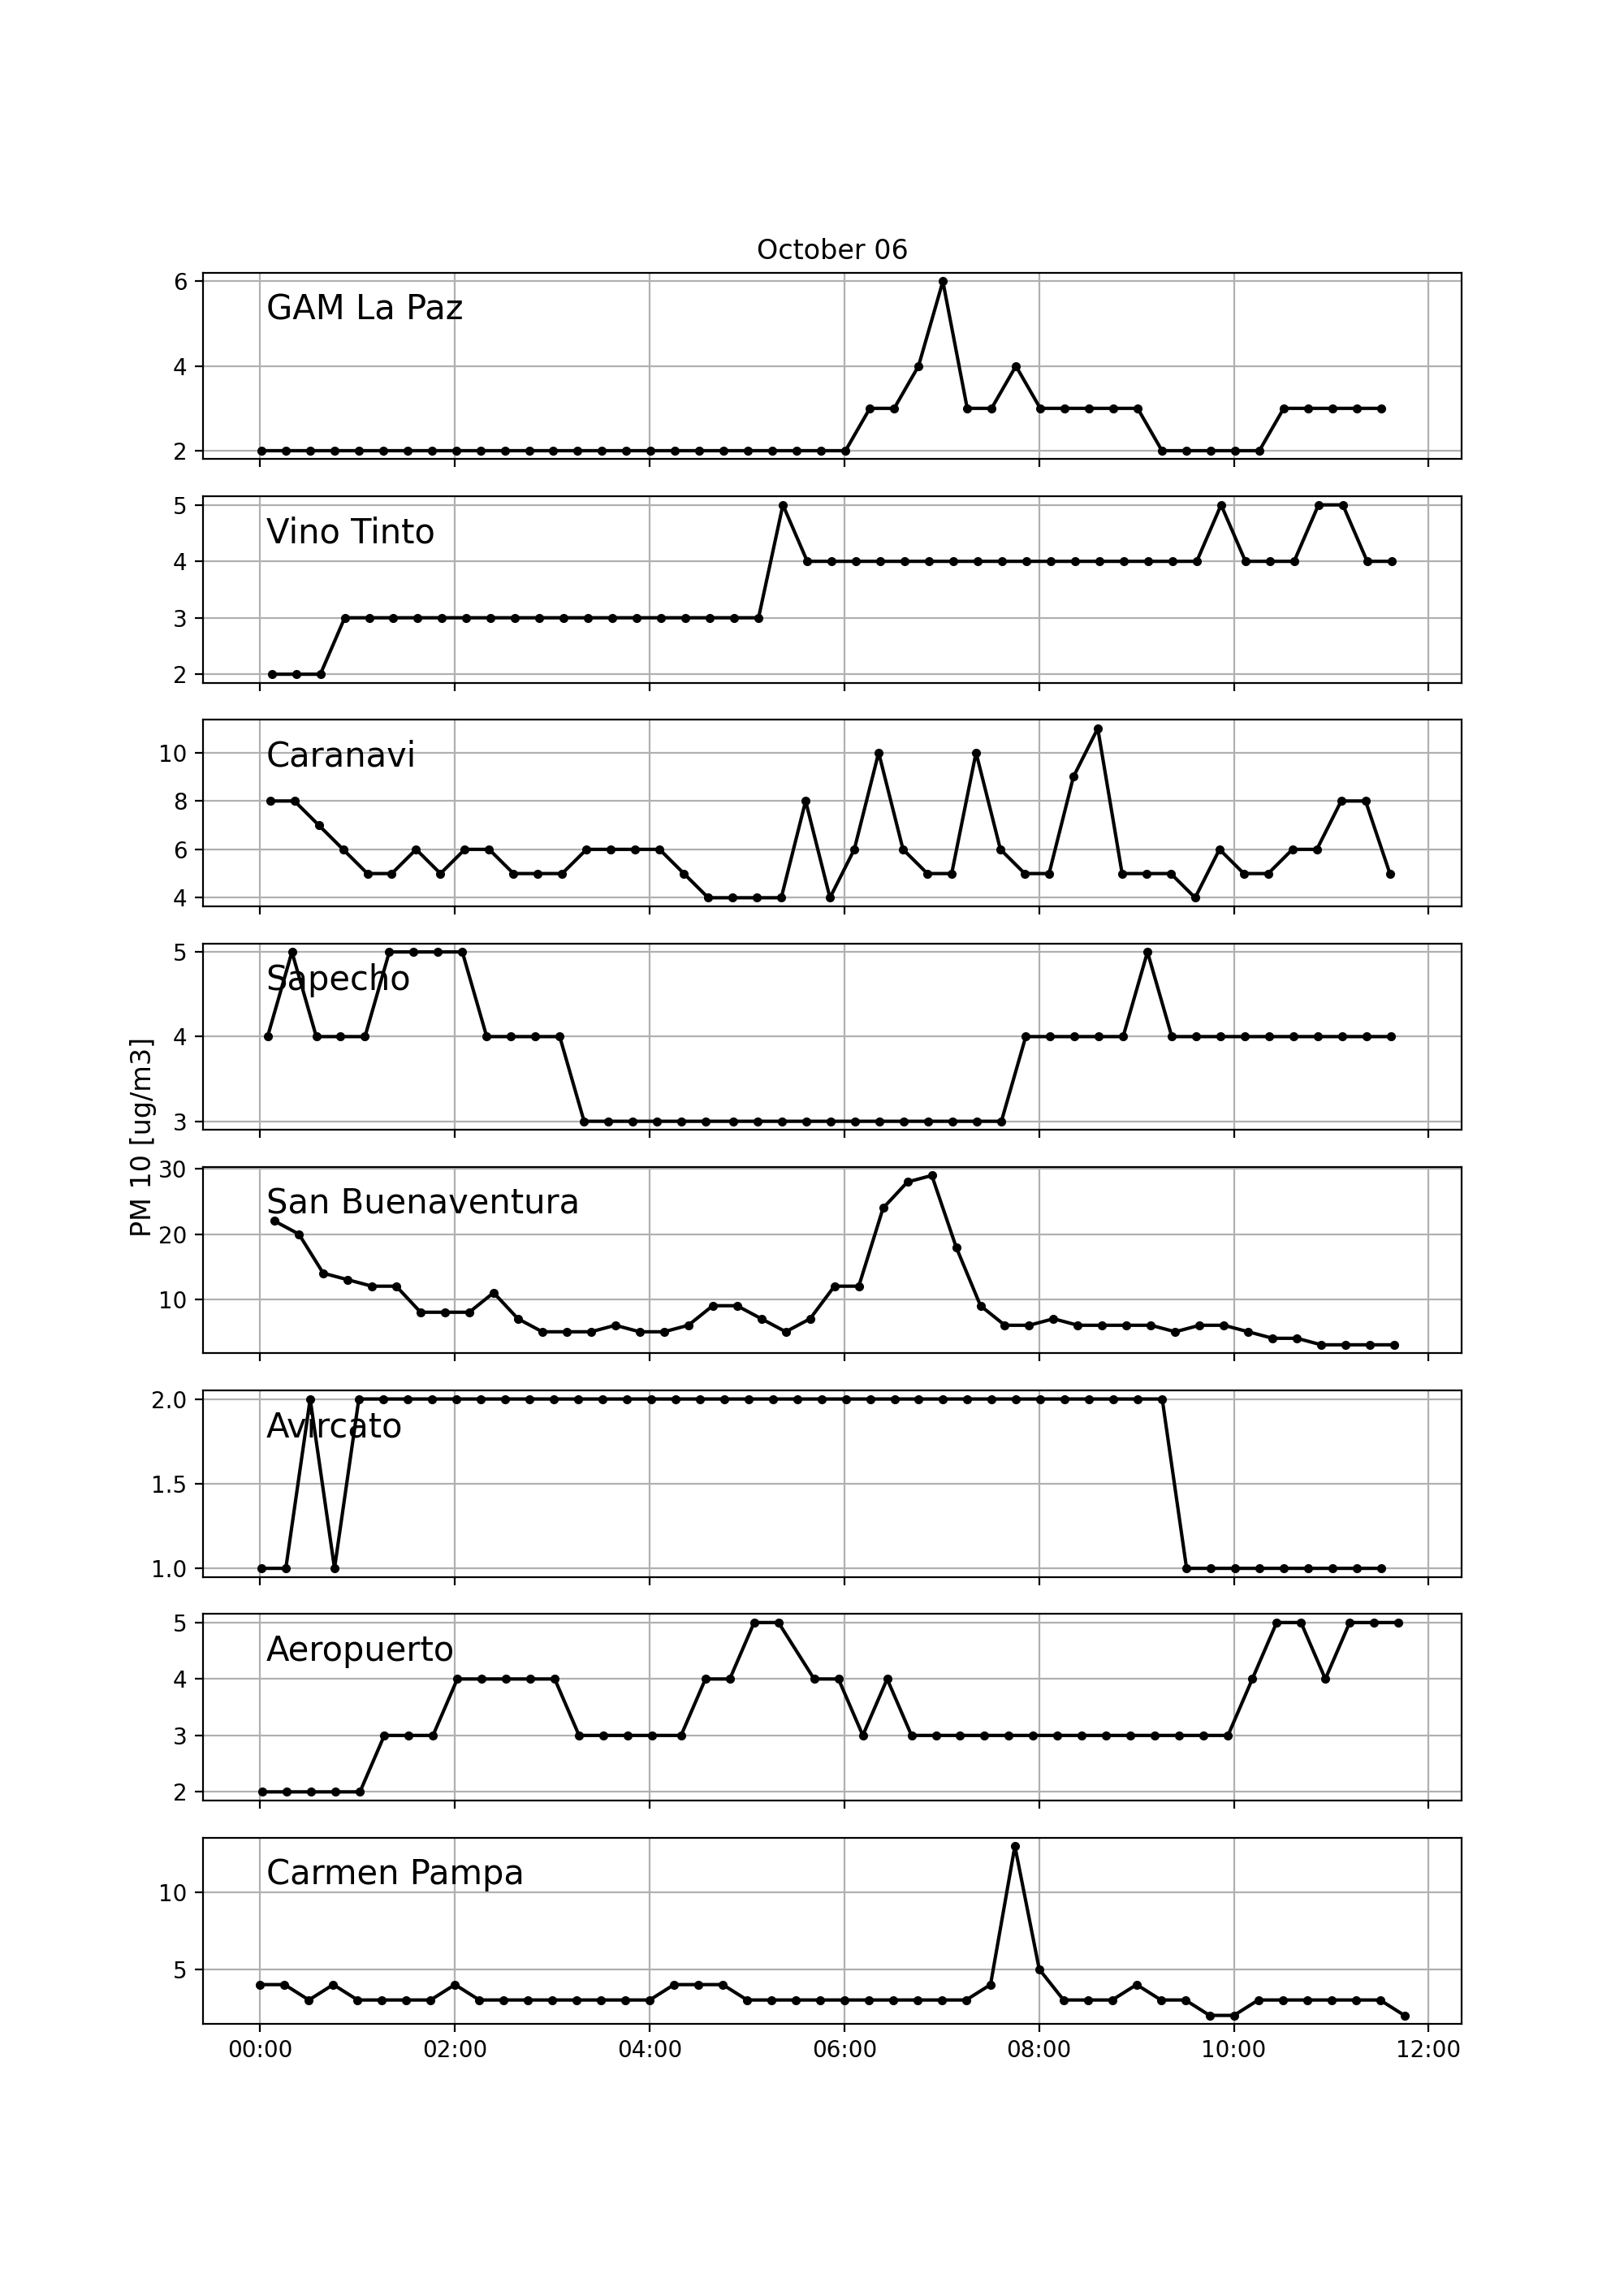 October 06
6
GAM La Paz
4
2
5
Vino Tinto
4
3
2
10
Caranavi
8
6
4
5
Sapecho
4
3
PM 10 [ug/m3]
30
San Buenaventura
20
10
2.0
Avircato
1.5
1.0
5
Aeropuerto
4
3
2
Carmen Pampa
10
5
00:00 02:00 04:00 06:00 08:00 10:00 12:00